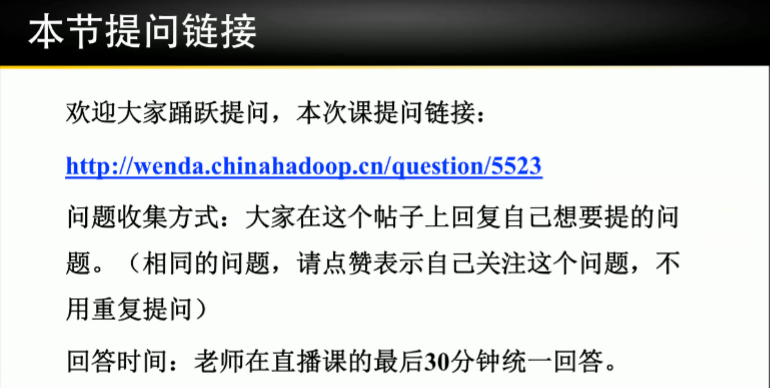 本节提问链接
欢迎大家踊跃提问，本次课提问链接：
http://wenda.chinahadoop.cn/question/5523
问题收集方式：大家在这个帖子上回复自己想要提的问
题。（相同的问题，请点赞表示自己关注这个问题，不
用重复提问）
回答时间：老师在直播课的最后30分钟统一回答。